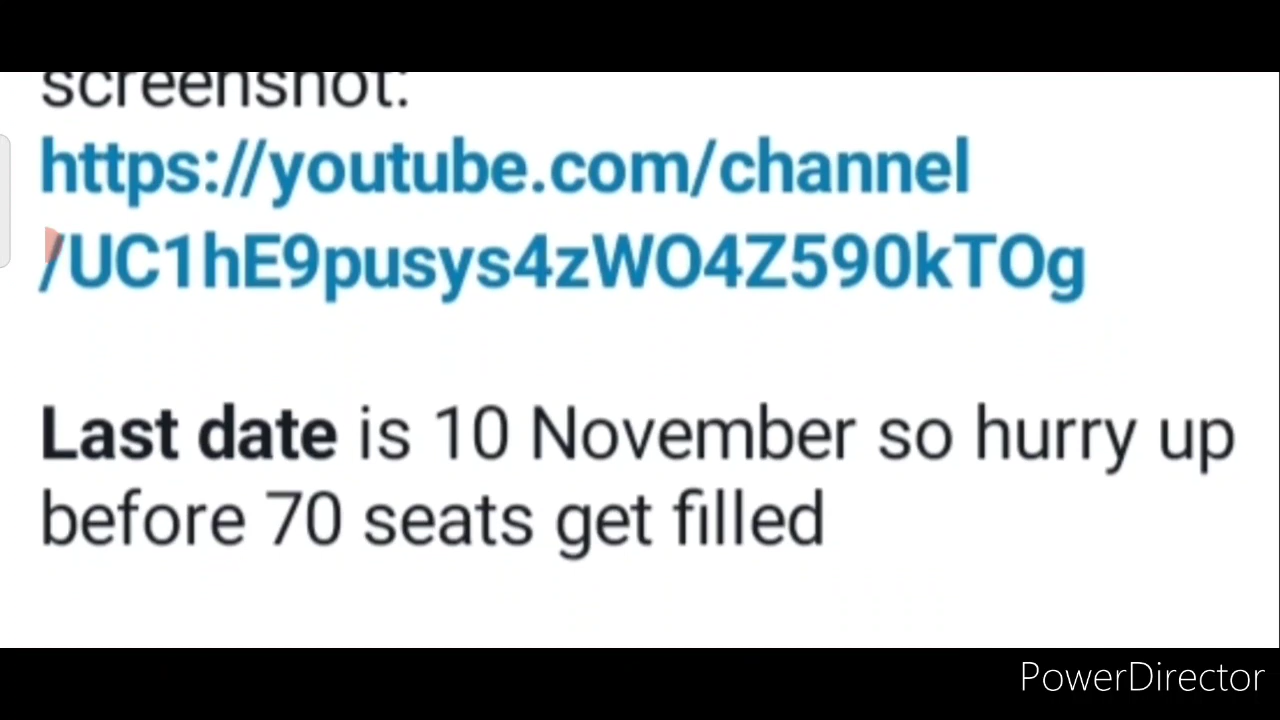 screenshot:
https://youtube.com/channel
/UC1hE9pusys4zWO4Z590kTOg
Last date is 10 November so hurry up
before 70 seats get filled
PowerDirector